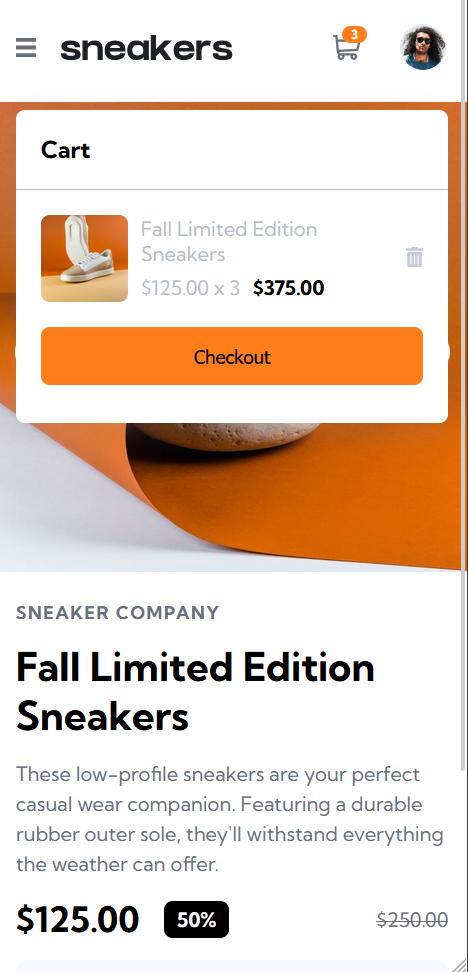 sneakers
3
Cart
Fall Limited Edition
Sneakers
$125.00 x 3 $375.00
Checkout
SNEAKER COMPANY
Fall Limited Edition
Sneakers
These low-profile sneakers are your perfect
casual wear companion. Featuring a durable
rubber outer sole, they'll withstand everything
the weather can offer.
$125.00 50% $250.00